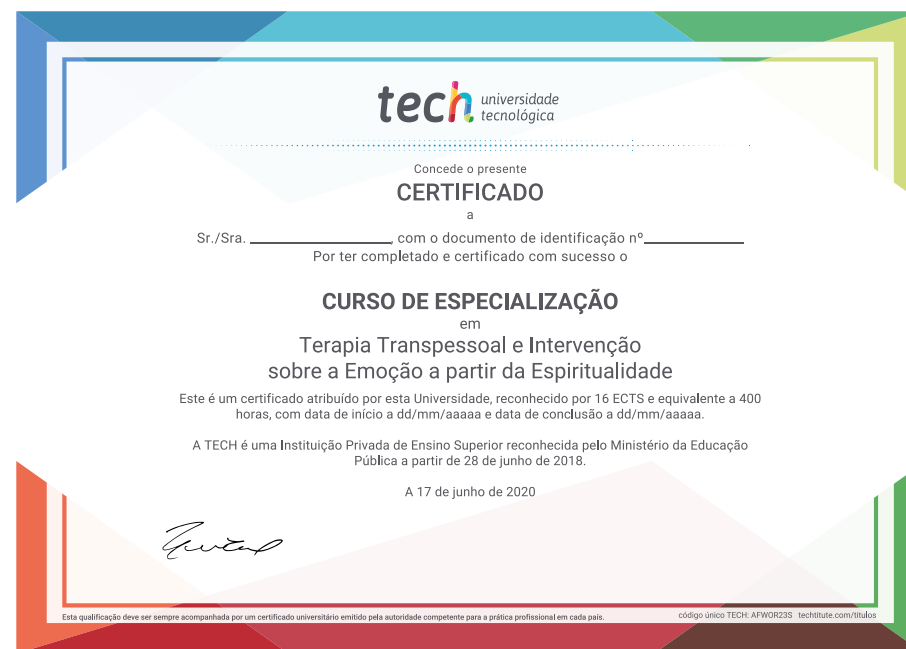 tech universidade
tecnológica
Concede o presente
CERTIFICADO
a
Sr./Sra. ____________________, com o documento de identificação nº______________
Por ter completado e certificado com sucesso o
CURSO DE ESPECIALIZAÇÃO
em
Terapia Transpessoal e Intervenção
sobre a Emoção a partir da Espiritualidade
Este é um certificado atribuído por esta Universidade, reconhecido por 16 ECTS e equivalente a 400
horas, com data de início a dd/mm/aaaaa e data de conclusão a dd/mm/aaaaa.
A TECH é uma Instituição Privada de Ensino Superior reconhecida pelo Ministério da Educação
Pública a partir de 28 de junho de 2018.
A 17 de junho de 2020
Esta qualificação deve ser sempre acompanhada por um certificado universitário emitido pela autoridade competente para a prática profissional em cada país.
código único TECH: AFWOR23S techtitute.com/titulos